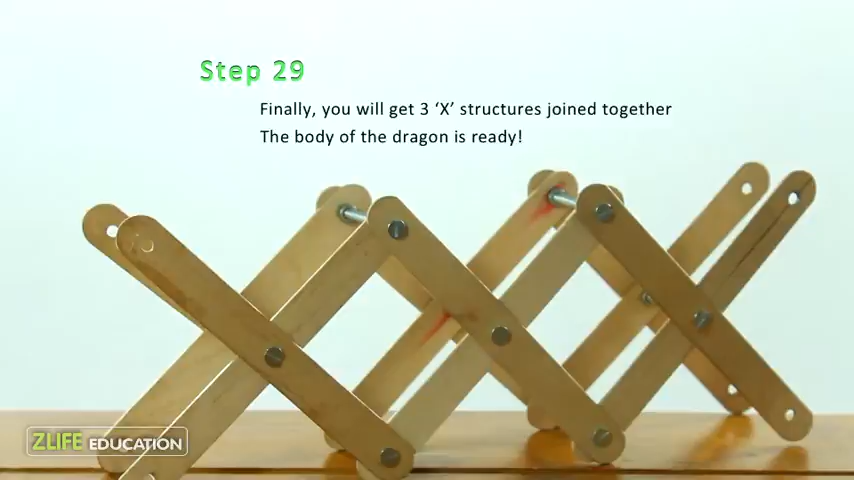 Step 29
Finally, you will get 3 ‘X’ structures joined together
The body of the dragon is ready!
ZLIFE EDUCATION